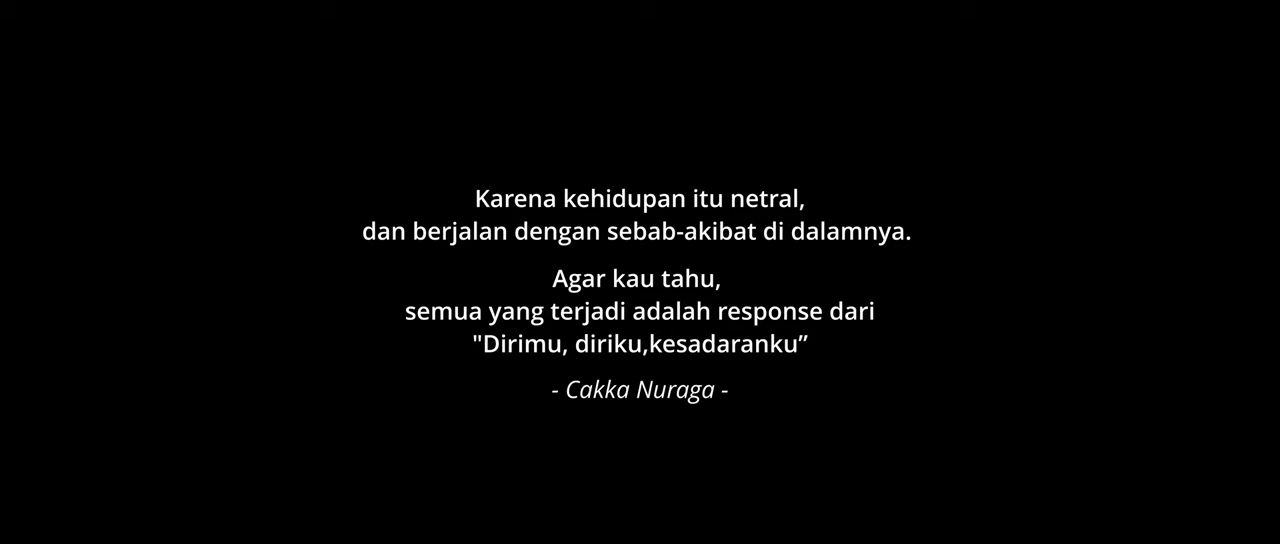 Karena kehidupan itu netral,
dan berjalan dengan sebab-akibat di dalamnya.
Agar kau tahu,
semua yang terjadi adalah response dari
"Dirimu, diriku,kesadaranku”
- Cakka Nuraga -